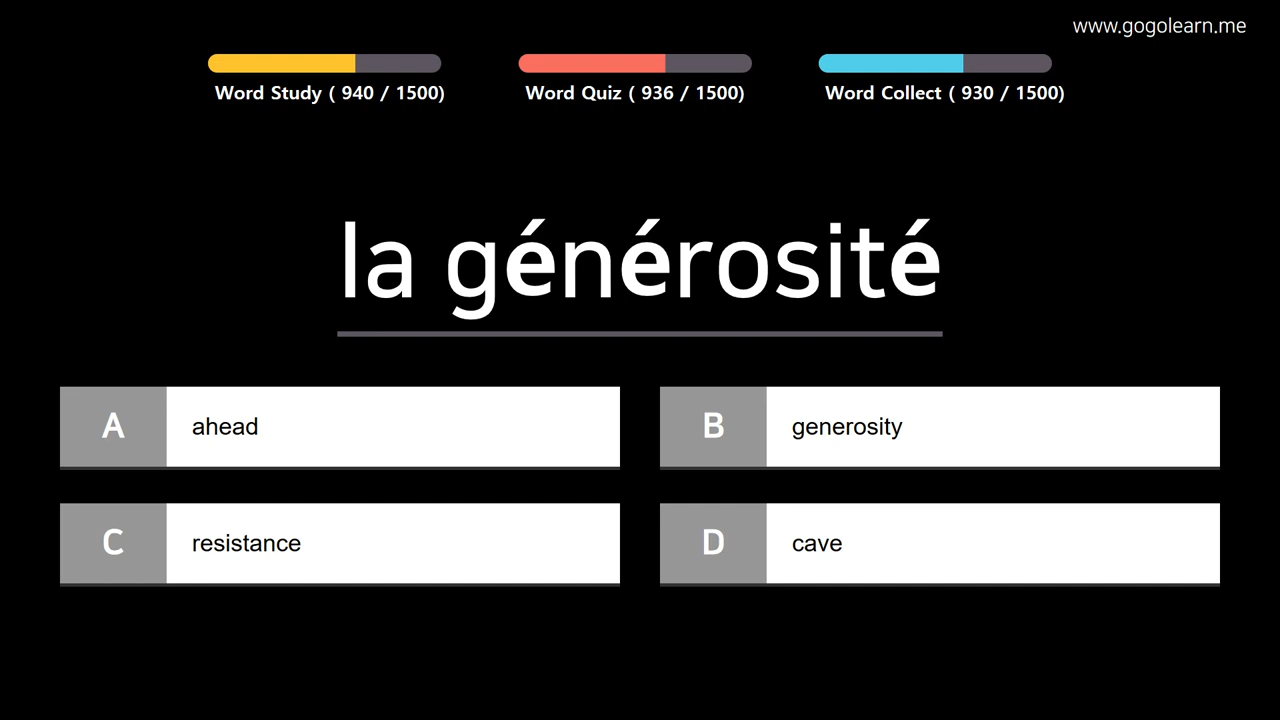 www.gogolearn.me
Word Study ( 940 / 1500)
Word Quiz ( 936 / 1500)
Word Collect ( 930 / 1500)
la générosité
A
ahead
B
generosity
C
resistance
D
cave